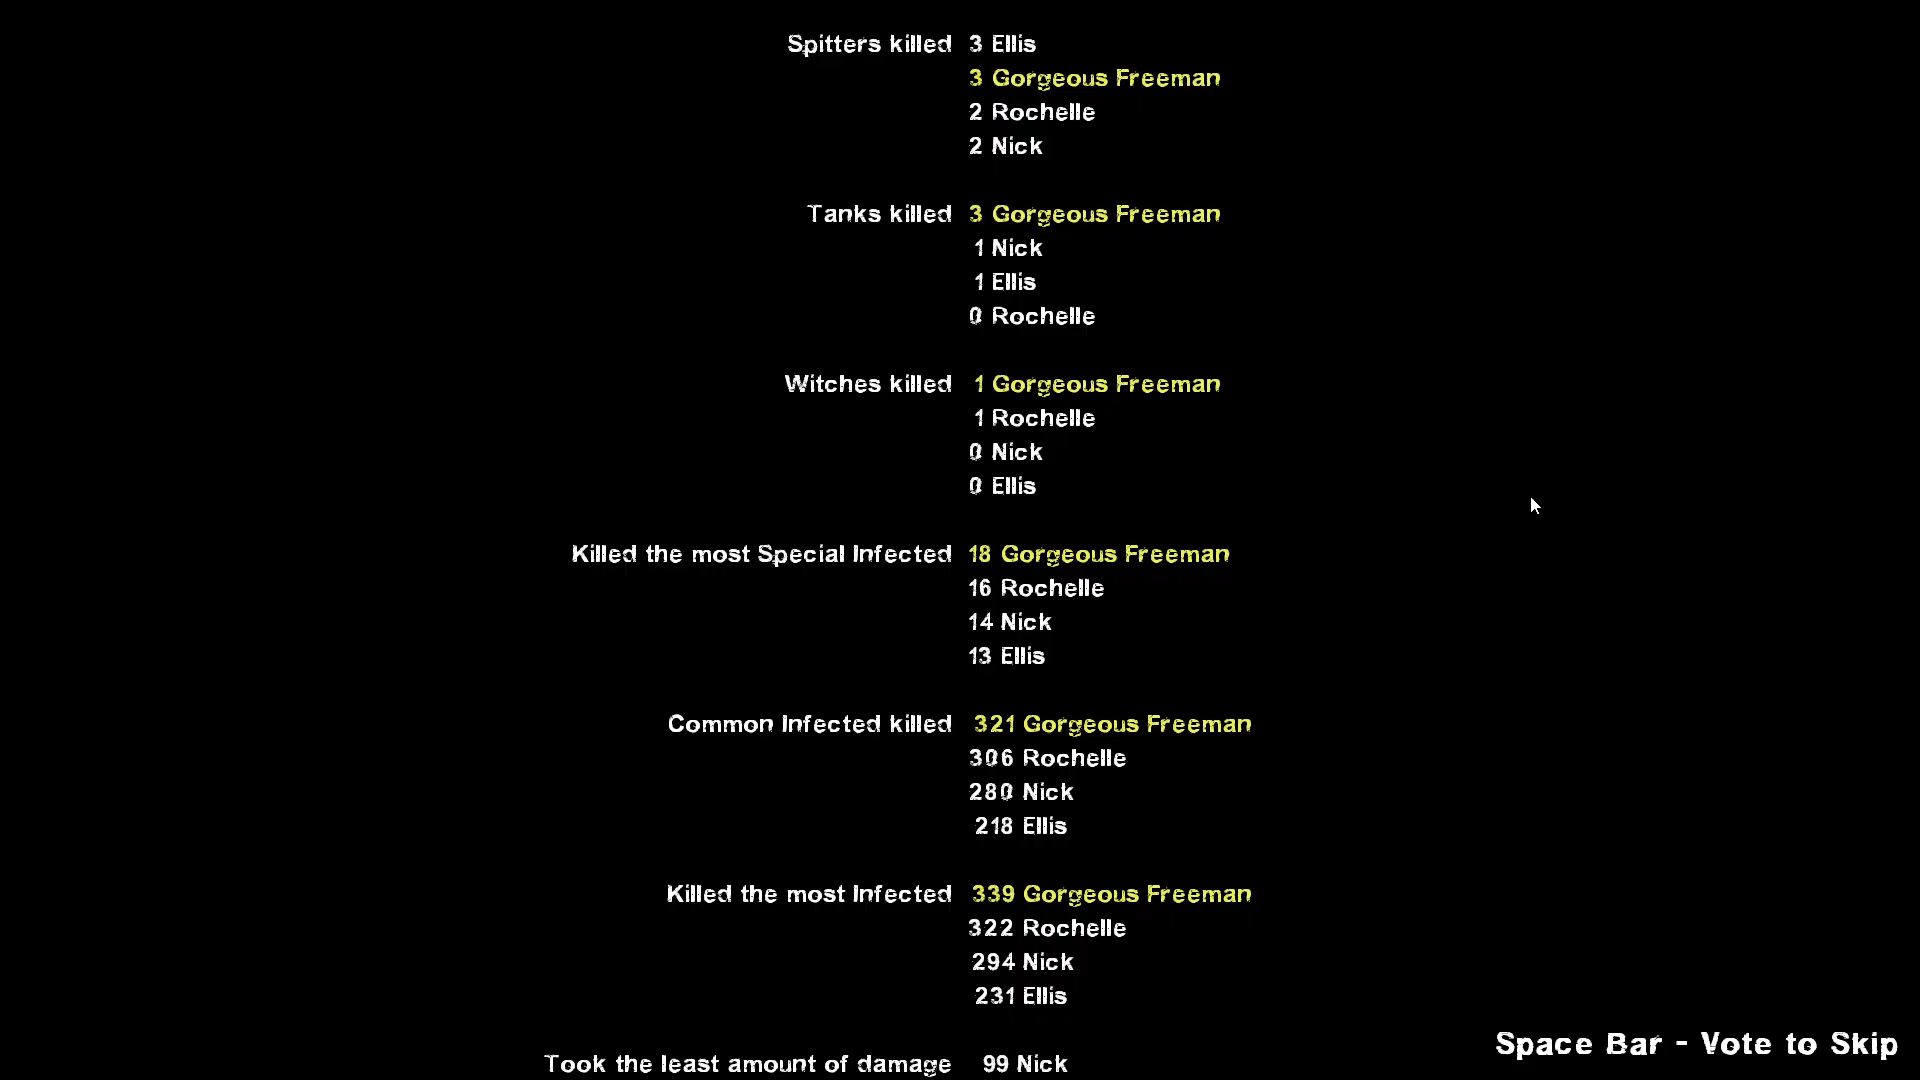 Spitters killed 3 Ellis
3 Gorgeous Freeman
2 Rochelle
2 Nick
Tanks killed 3 Gorgeous Freeman
1 Nick
1 Ellis
0 Rochelle
Witches killed 1 Gorgeous Freeman
1 Rochelle
0 Nick
0 Ellis
Killed the most Special Infected 18 Gorgeous Freeman
16 Rochelle
14 Nick
13 Ellis
Common Infected killed 321 Gorgeous Freeman
306 Rochelle
280 Nick
218 Ellis
Killed the most Infected 339 Gorgeous Freeman
322 Rochelle
294 Nick
231 Ellis
Took the least amount of damage 99 Nick
Space Bar - Vote to Skip